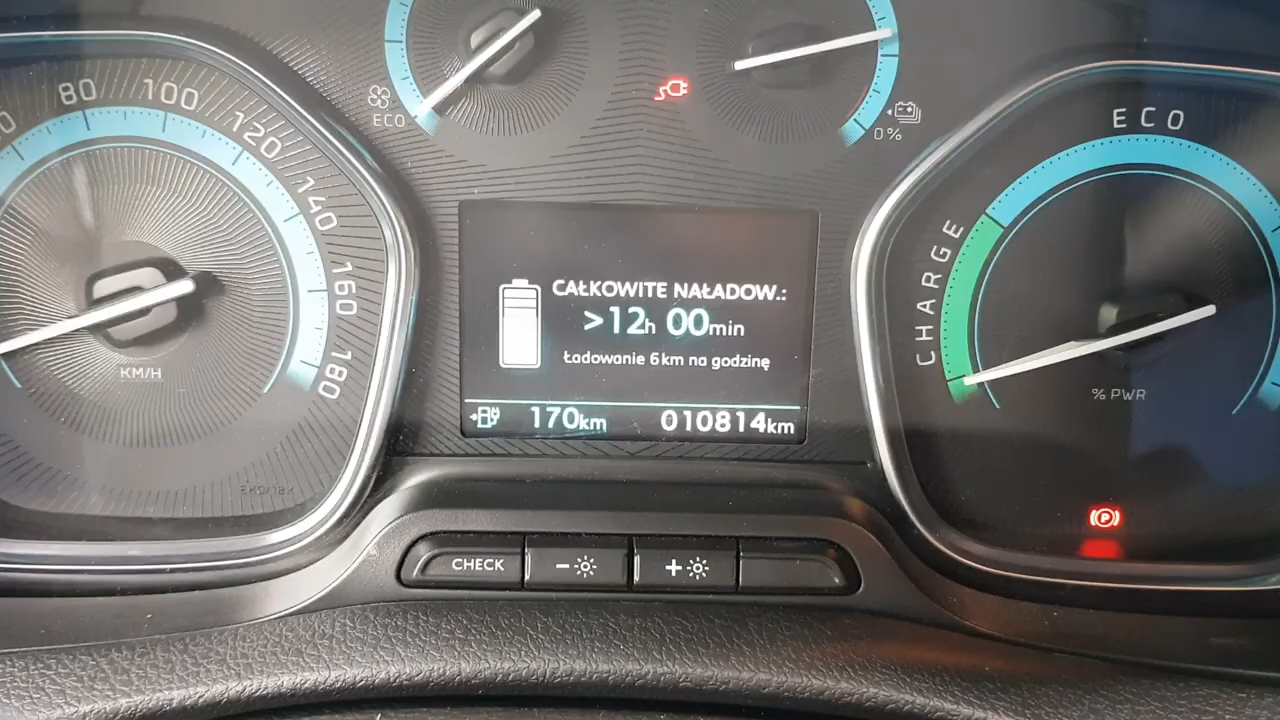 80
100
120
140
160
180
KM/H
ECO
0%
ECO
CHARGE
% PWR
CAŁKOWITE NAŁADOW.:
>12h 00min
Ładowanie 6km na godzinę
170km 010814km
P
CHECK
- +